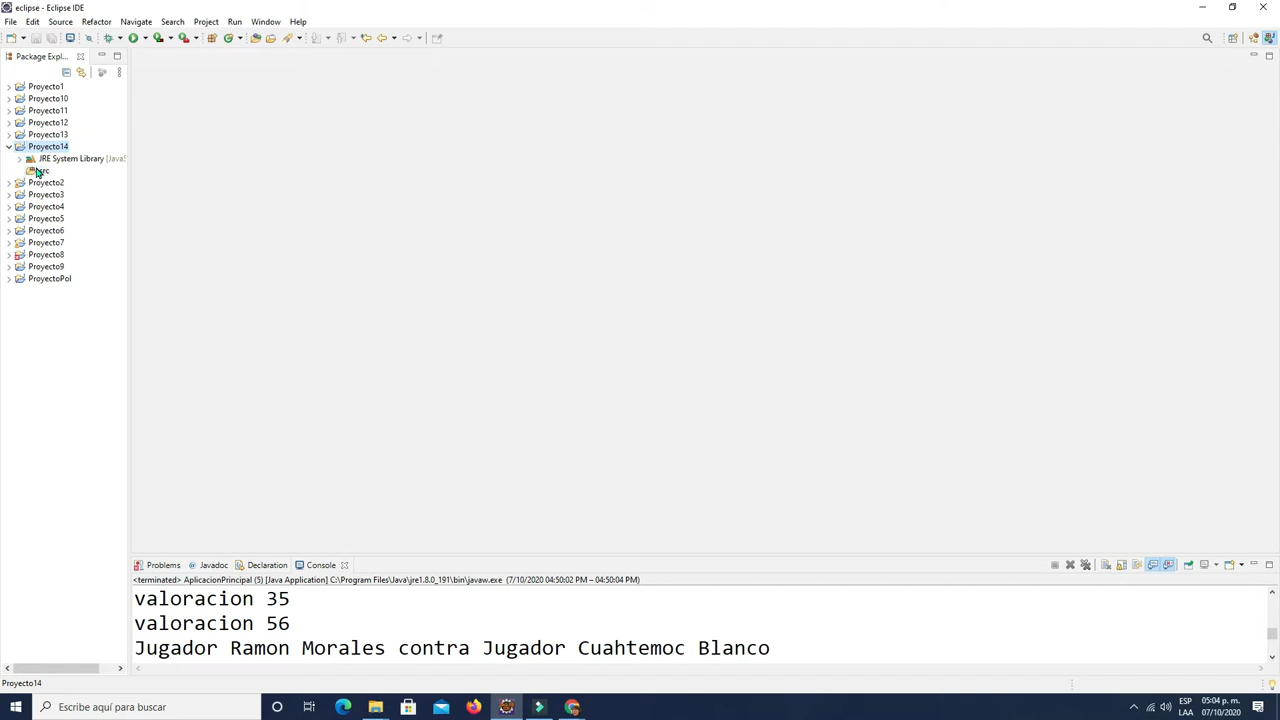 eclipse - Eclipse IDE
File Edit Source Refactor Navigate Search Project Run Window Help
Package Expl...
Proyecto1
Proyecto10
Proyecto11
Proyecto12
Proyecto13
Proyecto14
JRE System Library [JavaS
src
Proyecto2
Proyecto3
Proyecto4
Proyecto5
Proyecto6
Proyecto7
Proyecto8
Proyecto9
ProyectoPol
Problems Javadoc Declaration Console
<terminated> AplicacionPrincipal (5) [Java Application] C:\Program Files\Java\jre1.8.0_191\bin\javaw.exe (7/10/2020 04:50:02 PM – 04:50:04 PM)
valoracion 35
valoracion 56
Jugador Ramon Morales contra Jugador Cuahtemoc Blanco
Proyecto14
Escribe aquí para buscar
ESP 05:04 p. m.
LAA 07/10/2020